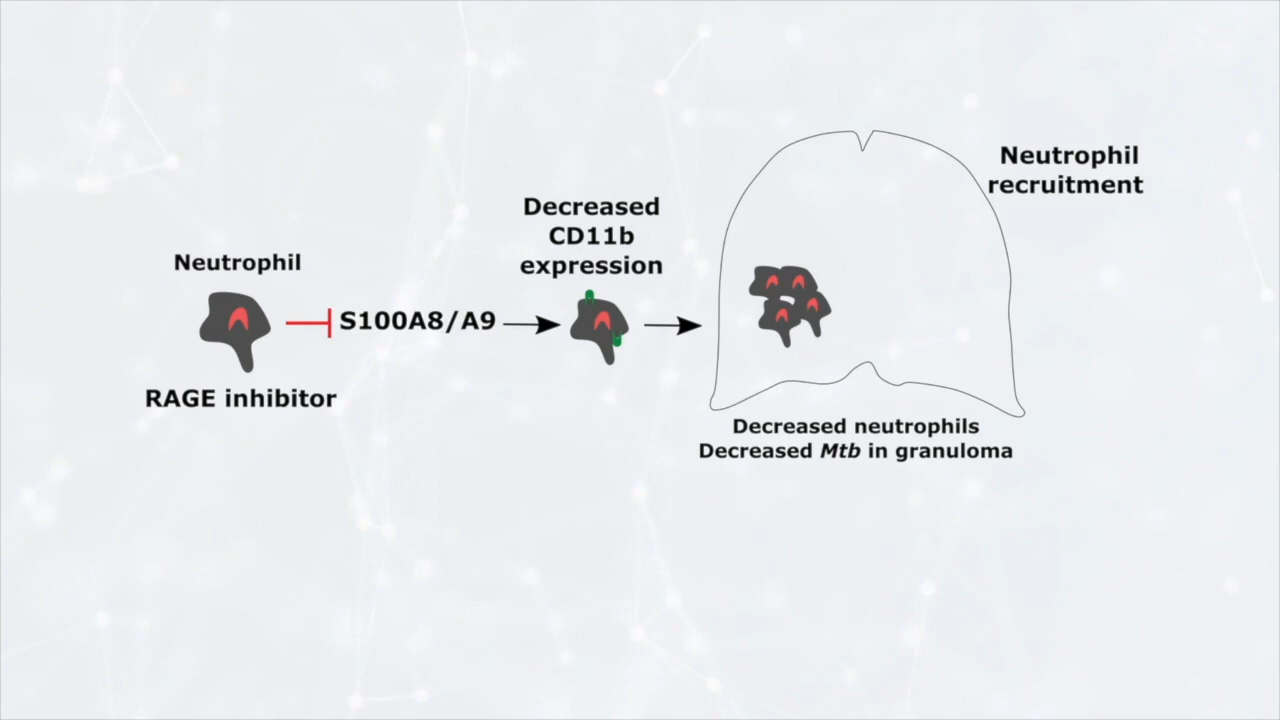 Neutrophil
RAGE inhibitor
S100A8/A9
Decreased
CD11b
expression
Neutrophil
recruitment
Decreased neutrophils
Decreased Mtb in granuloma